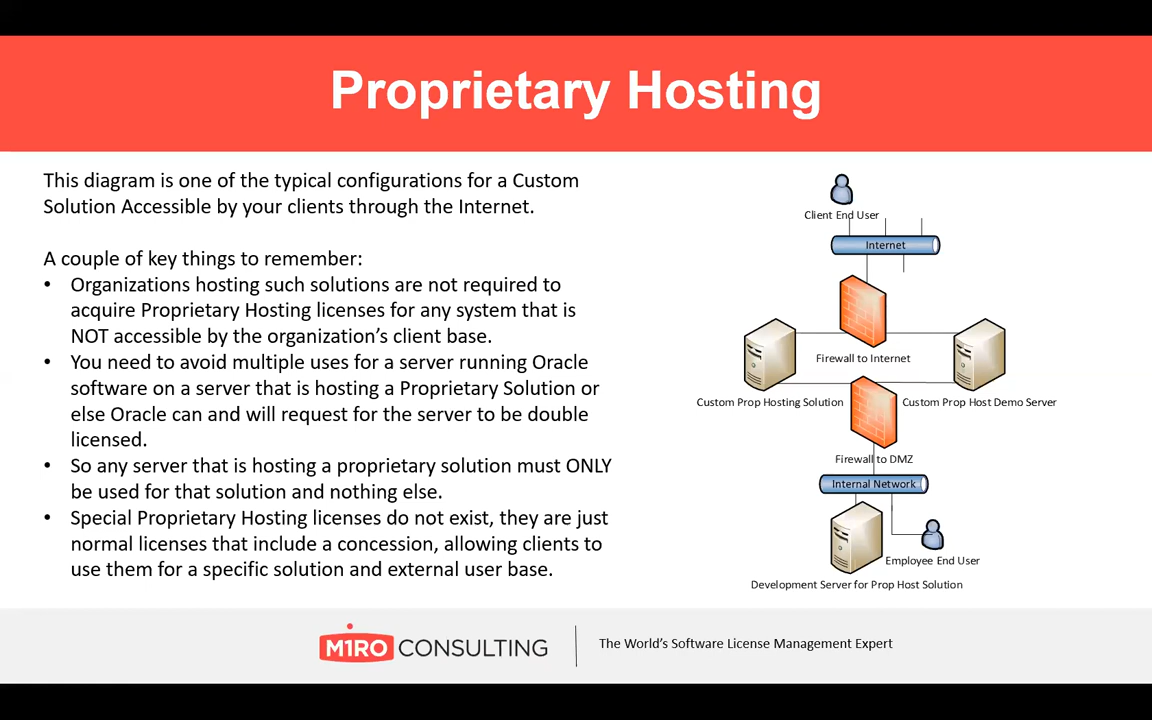 Proprietary Hosting
This diagram is one of the typical configurations for a Custom
Solution Accessible by your clients through the Internet.
A couple of key things to remember:
• Organizations hosting such solutions are not required to
acquire Proprietary Hosting licenses for any system that is
NOT accessible by the organization's client base.
• You need to avoid multiple uses for a server running Oracle
software on a server that is hosting a Proprietary Solution or
else Oracle can and will request for the server to be double
licensed.
• So any server that is hosting a proprietary solution must ONLY
be used for that solution and nothing else.
• Special Proprietary Hosting licenses do not exist, they are just
normal licenses that include a concession, allowing clients to
use them for a specific solution and external user base.
Client End User
Internet
Firewall to Internet
Custom Prop Hosting Solution
Custom Prop Host Demo Server
Firewall to DMZ
Internal Network
Employee End User
Development Server for Prop Host Solution
MIRO CONSULTING
The World's Software License Management Expert